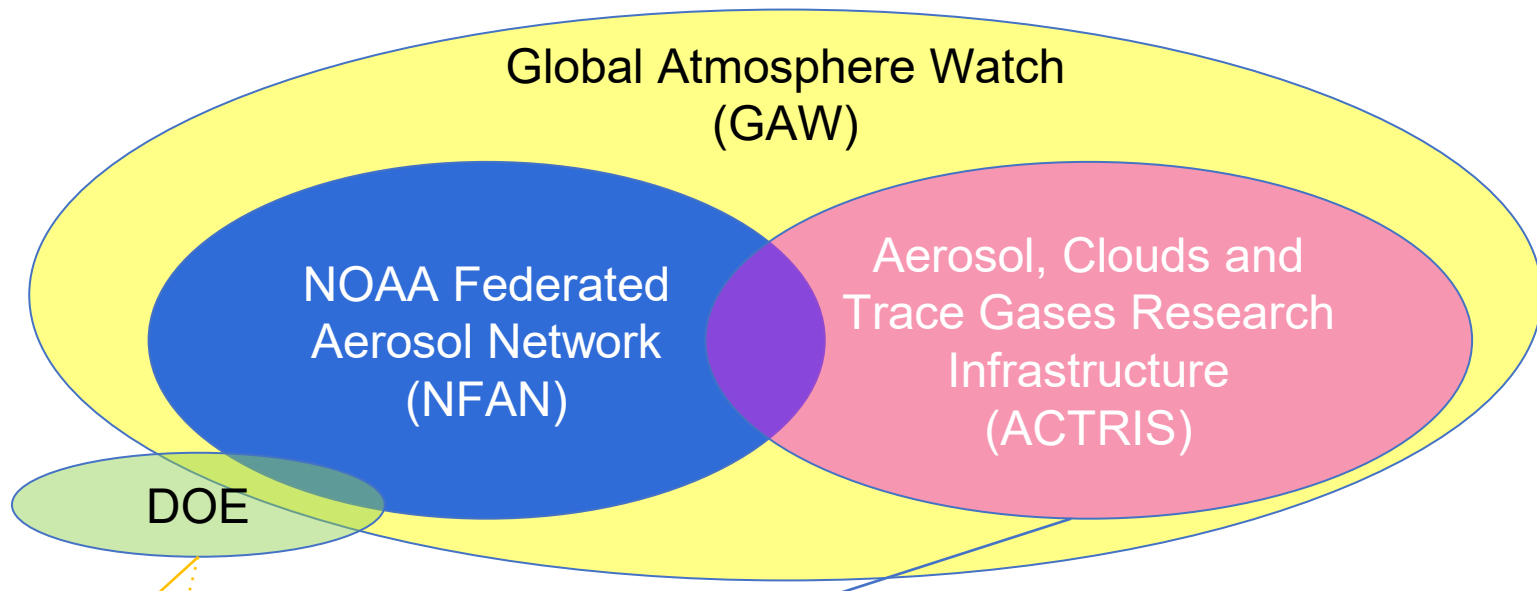 Global Atmosphere Watch
(GAW)
NOAA Federated
Aerosol Network
(NFAN)
Aerosol, Clouds and
Trace Gases Research
Infrastructure
(ACTRIS)
DOE